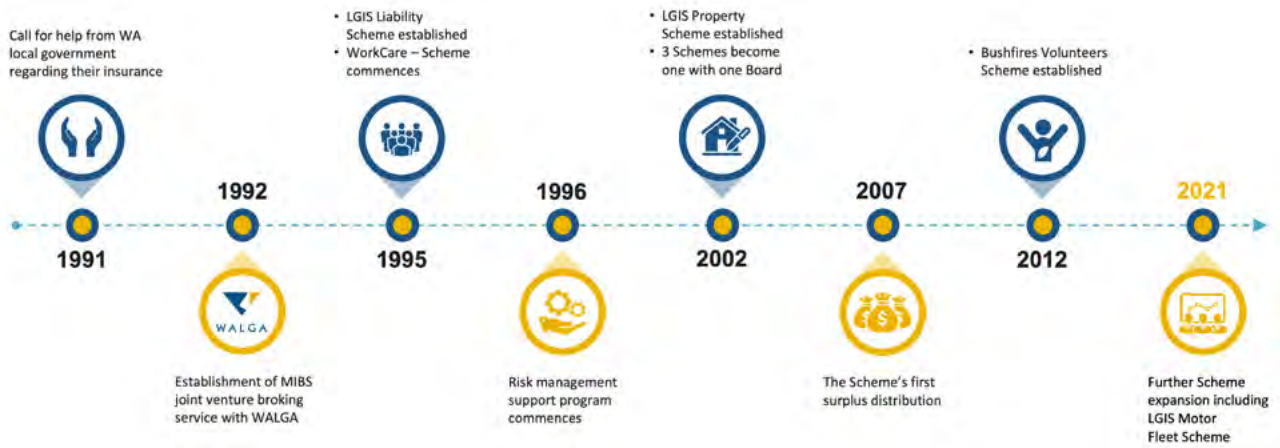 Call for help from WA
local government
regarding their insurance
1991
1992
WALGA
Establishment of MIBS
joint venture broking
service with WALGA
• LGIS Liability
Scheme established
• WorkCare – Scheme
commences
1995
1996
Risk management
support program
commences
• LGIS Property
Scheme established
• 3 Schemes become
one with one Board
2002
2007
The Scheme's first
surplus distribution
• Bushfires Volunteers
Scheme established
2012
2021
Further Scheme
expansion including
LGIS Motor
Fleet Scheme